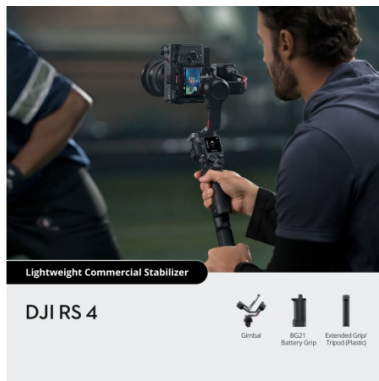 Lightweight Commercial Stabilizer
DJI RS 4
Gimbal
BG21
Battery Grip
Extended Grip/
Tripod (Plastic)